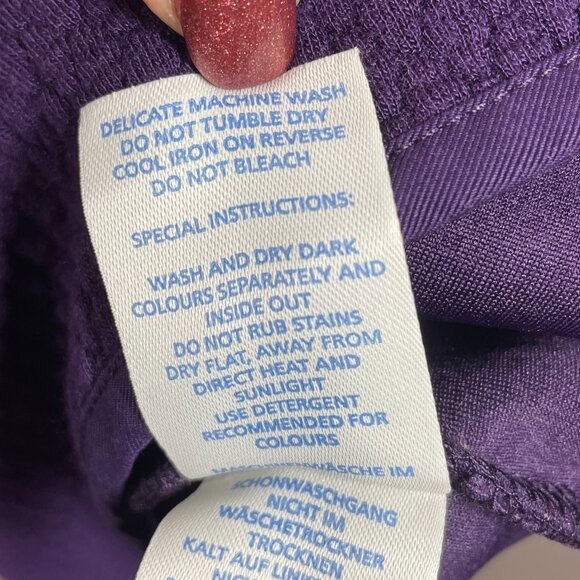 DELICATE MACHINE WASH
DO NOT TUMBLE DRY
COOL IRON ON REVERSE
DO NOT BLEACH
SPECIAL INSTRUCTIONS:
WASH AND DRY DARK
COLOURS SEPARATELY AND
INSIDE OUT
DO NOT RUB STAINS
DRY FLAT, AWAY FROM
DIRECT HEAT AND
SUNLIGHT
USE DETERGENT
RECOMMENDED FOR
COLOURS
IM
SCHONWASCHGANG
NICHT IM
WÄSCHETROCKNER
TROCKNEN
KALT AUF